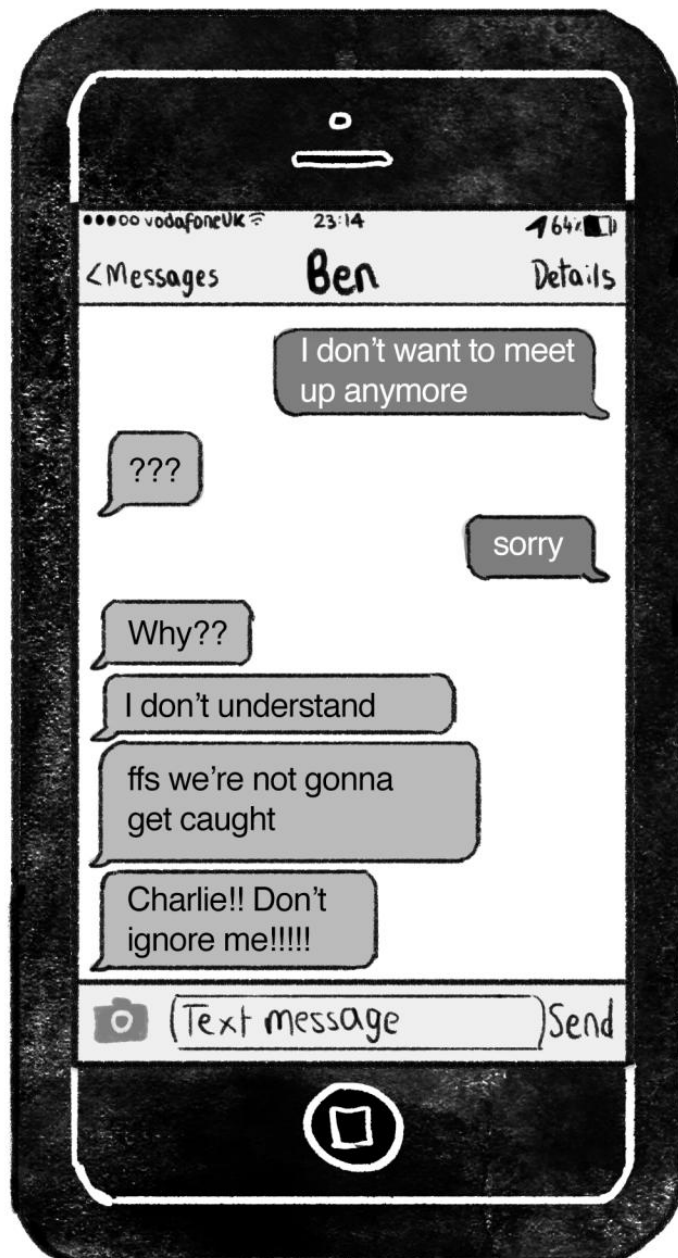 vodafoneUK 23:14 64%
<Messages Ben Details
I don't want to meet
up anymore
???
sorry
Why??
I don't understand
ffs we're not gonna
get caught
Charlie!! Don't
ignore me!!!!!
Text message Send